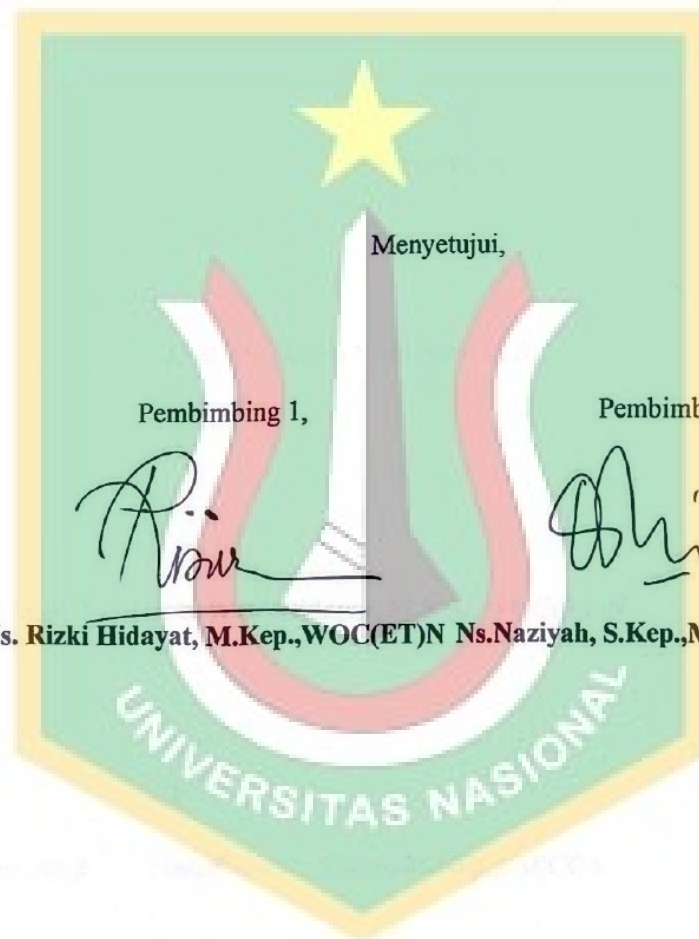 Menyetujui,
Pembimbing 1, Pembimb
s. Rizki Hidayat, M.Kep.,WOC(ET)N Ns.Naziyah, S.Kep.,M
UNIVERSITAS NASIONAL